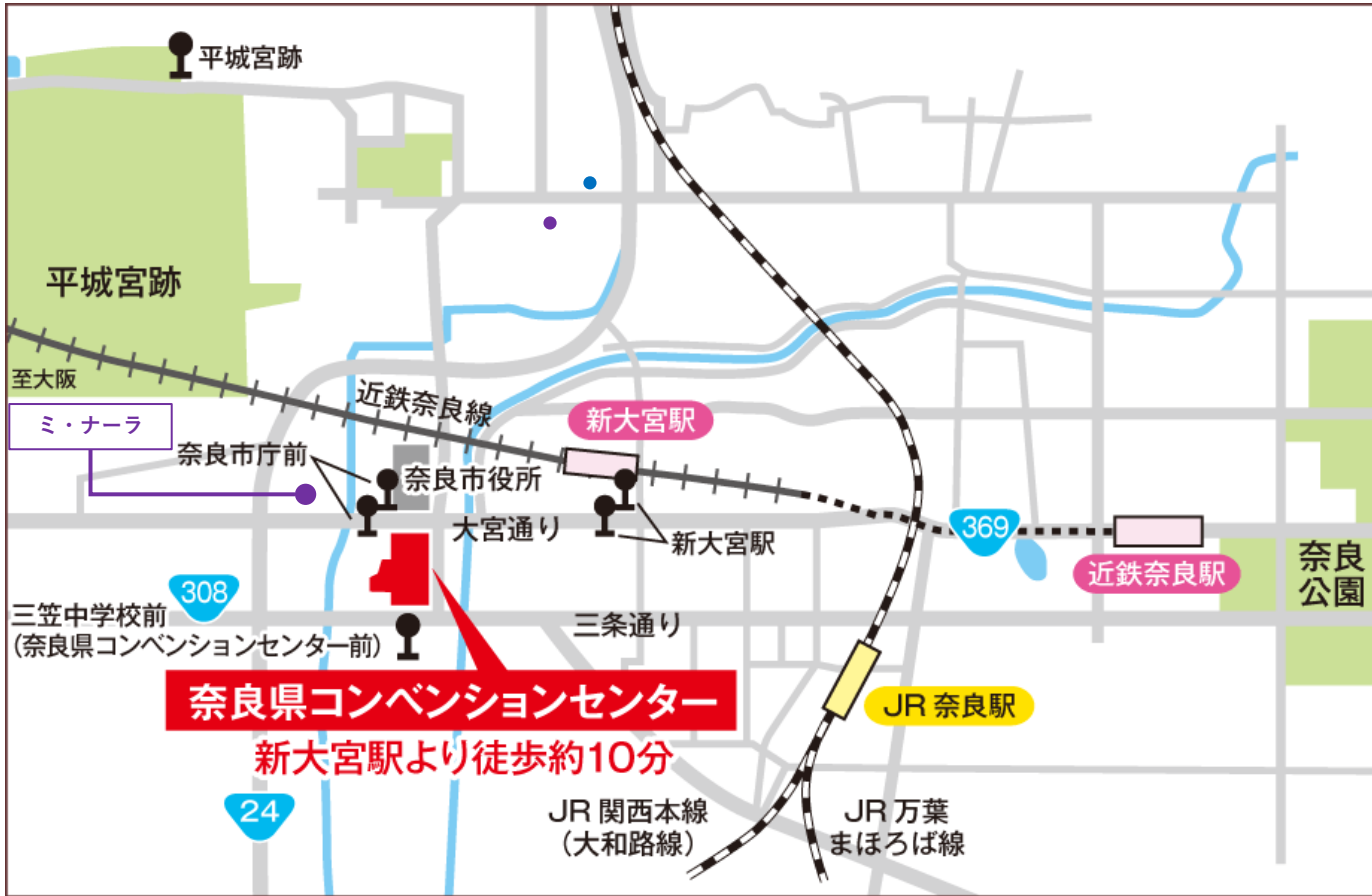 平城宮跡
平城宮跡
至大阪
近鉄奈良線
ミ・ナーラ
新大宮駅
奈良市庁前
奈良市役所
大宮通り
新大宮駅
369
近鉄奈良駅
奈良
公園
308
三笠中学校前
(奈良県コンベンションセンター前)
三条通り
奈良県コンベンションセンター
新大宮駅より徒歩約10分
JR 奈良駅
24
JR 関西本線
(大和路線)
JR 万葉
まほろば線